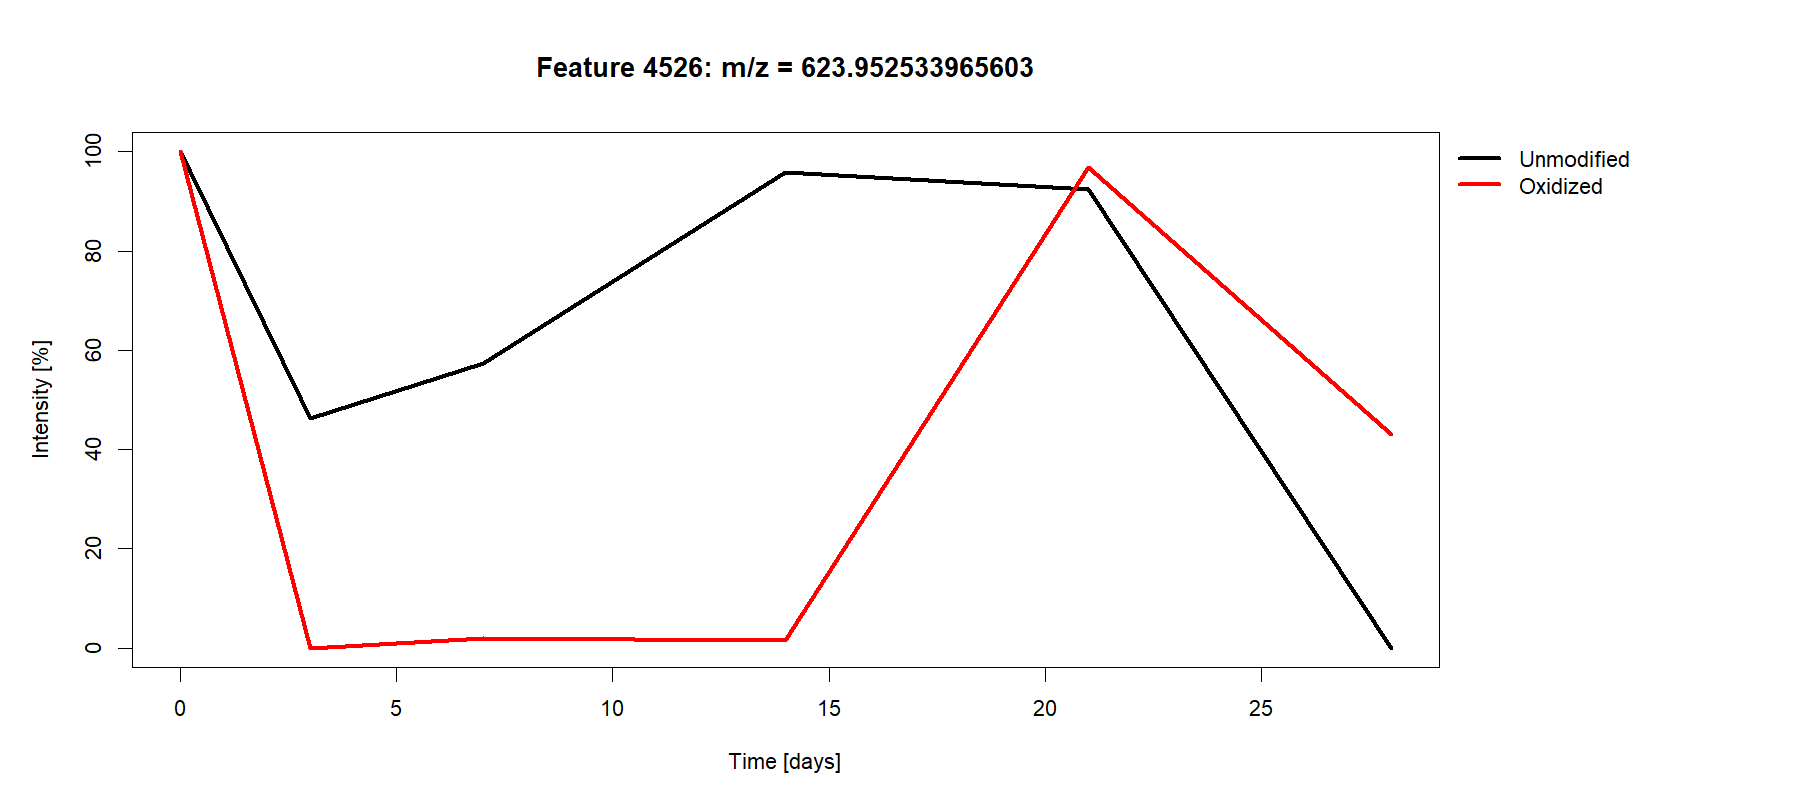 Feature 4526: m/z = 623.952533965603
Unmodified
Oxidized
Intensity [%]
100
80
60
40
20
0
0 5 10 15 20 25
Time [days]